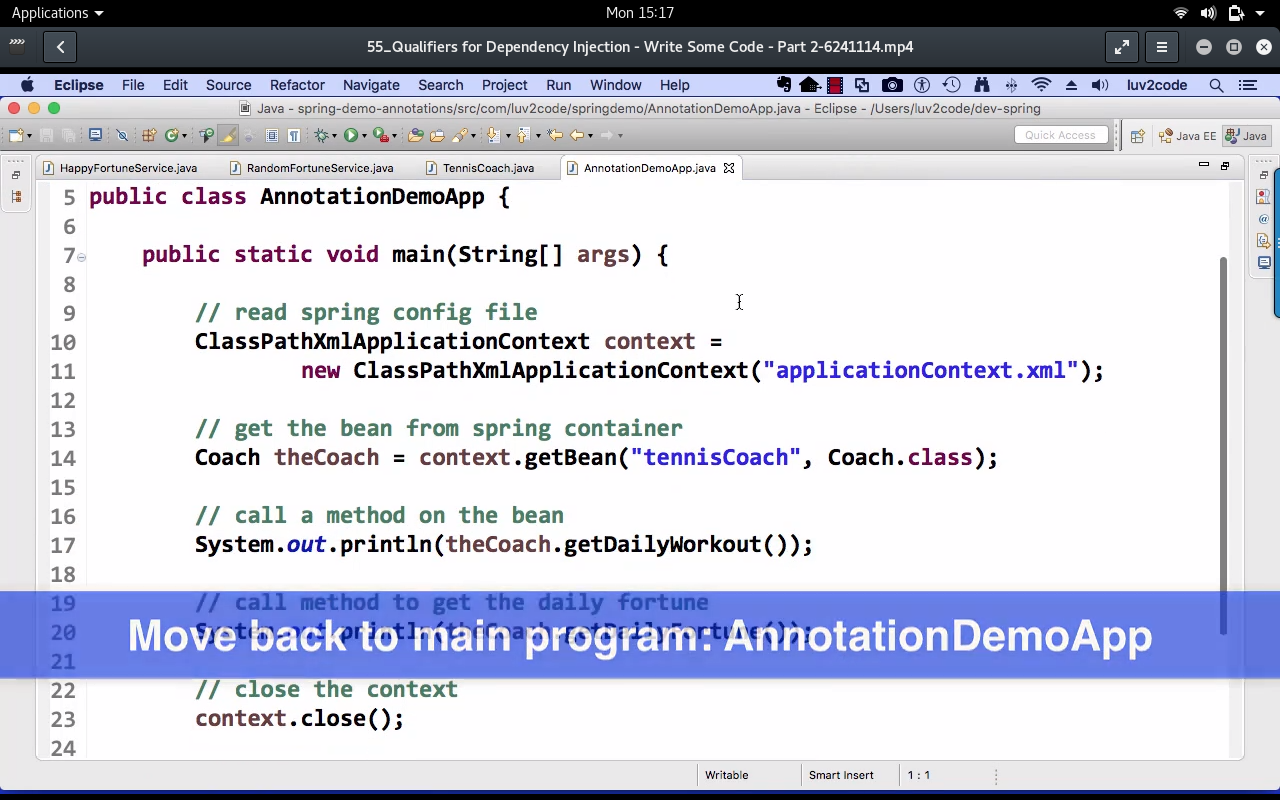 Applications
Mon 15:17
55_Qualifiers for Dependency Injection - Write Some Code - Part 2-6241114.mp4
Eclipse File Edit Source Refactor Navigate Search Project Run Window Help luv2code
Java - spring-demo-annotations/src/com/luv2code/springdemo/AnnotationDemoApp.java - Eclipse - /Users/luv2code/dev-spring
Quick Access Java EE Java
HappyFortuneService.java RandomFortuneService.java TennisCoach.java AnnotationDemoApp.java
5 public class AnnotationDemoApp {
6
7 public static void main(String[] args) {
8
9 // read spring config file
10 ClassPathXmlApplicationContext context =
11 new ClassPathXmlApplicationContext("applicationContext.xml");
12
13 // get the bean from spring container
14 Coach theCoach = context.getBean("tennisCoach", Coach.class);
15
16 // call a method on the bean
17 System.out.println(theCoach.getDailyWorkout());
18
19 // call method to get the daily fortune
20 System.out.println(theCoach.getDailyFortune());
Move back to main program: AnnotationDemoApp
21
22 // close the context
23 context.close();
24
Writable Smart Insert 1 : 1